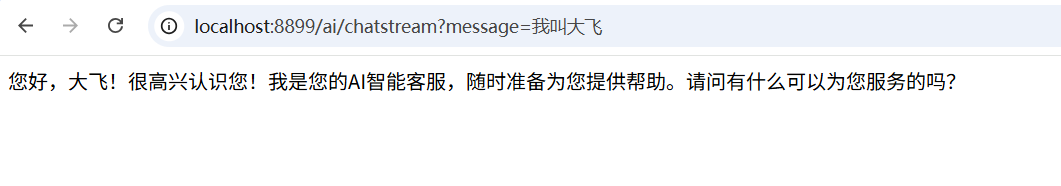 localhost:8899/ai/chatstream?message=我叫大飞
您好，大飞！很高兴认识您！我是您的AI智能客服，随时准备为您提供帮助。请问有什么可以为您服务的吗？